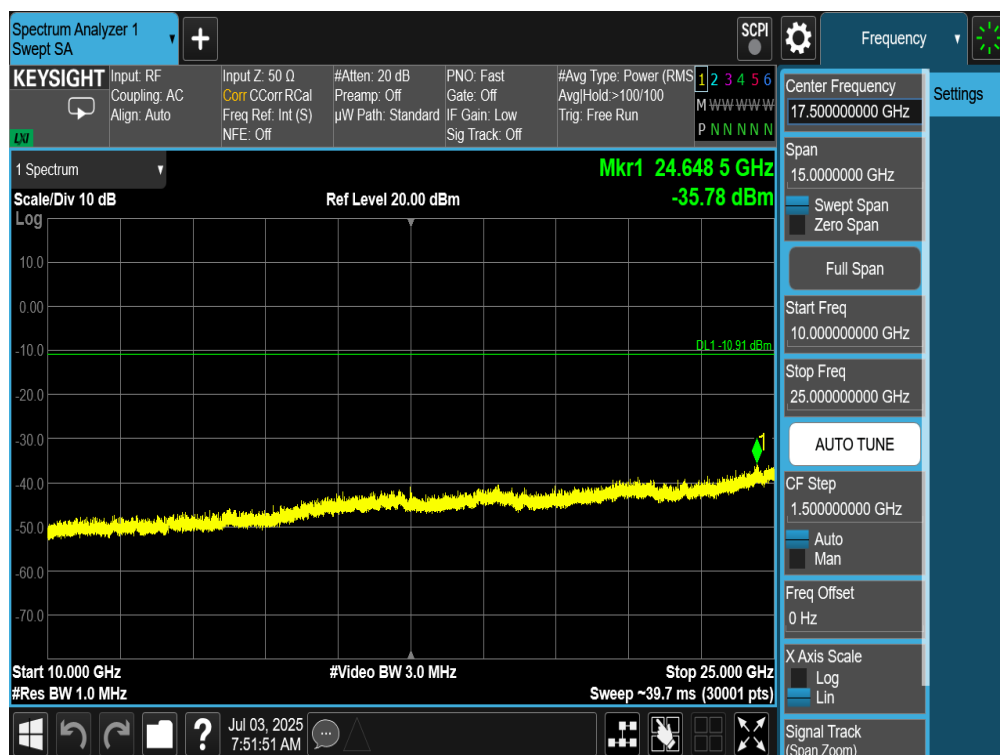 Spectrum Analyzer 1
Swept SA
+
SCPI
Frequency
KEYSIGHT
LXI
Input: RF
Coupling: AC
Align: Auto
Input Z: 50 Ω
Corr CCorr RCal
Freq Ref: Int (S)
NFE: Off
#Atten: 20 dB
Preamp: Off
µW Path: Standard
PNO: Fast
Gate: Off
IF Gain: Low
Sig Track: Off
#Avg Type: Power (RMS
Avg|Hold:>100/100
Trig: Free Run
1 2 3 4 5 6
M W W W W W
P N N N N N
Center Frequency
17.500000000 GHz
Settings
Span
15.0000000 GHz
Swept Span
Zero Span
Full Span
Start Freq
10.000000000 GHz
Stop Freq
25.000000000 GHz
AUTO TUNE
CF Step
1.500000000 GHz
Auto
Man
Freq Offset
0 Hz
X Axis Scale
Log
Lin
Signal Track
(Span Zoom)
1 Spectrum
Mkr1 24.648 5 GHz
-35.78 dBm
Scale/Div 10 dB
Ref Level 20.00 dBm
Log
10.0
0.00
-10.0
-20.0
-30.0
-40.0
-50.0
-60.0
-70.0
DL1 -10.91 dBm
1
Start 10.000 GHz
#Video BW 3.0 MHz
Stop 25.000 GHz
#Res BW 1.0 MHz
Sweep ~39.7 ms (30001 pts)
?
Jul 03, 2025
7:51:51 AM